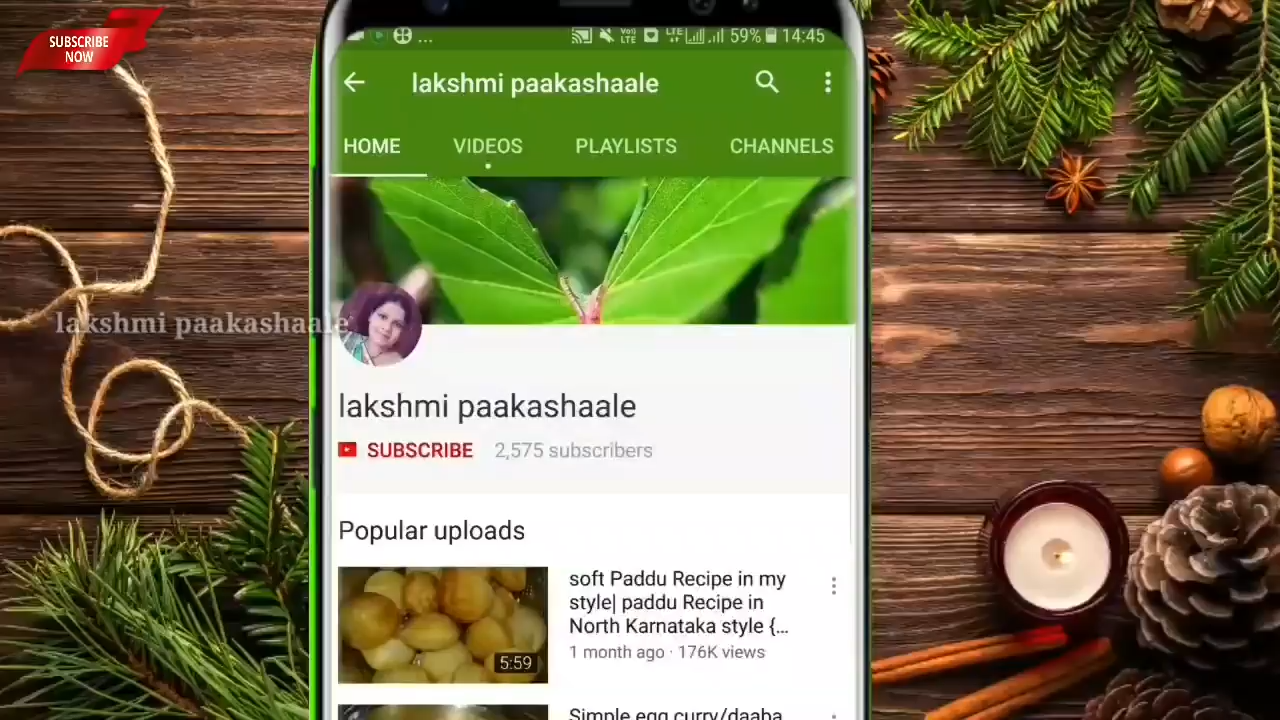 SUBSCRIBE
NOW
... LTE 59% 14:45
lakshmi paakashaale
HOME VIDEOS PLAYLISTS CHANNELS
lakshmi paakashaale
lakshmi paakashaale
SUBSCRIBE 2,575 subscribers
Popular uploads
soft Paddu Recipe in my
style| paddu Recipe in
North Karnataka style {...
1 month ago · 176K views
5:59
Simple egg curry/daaba